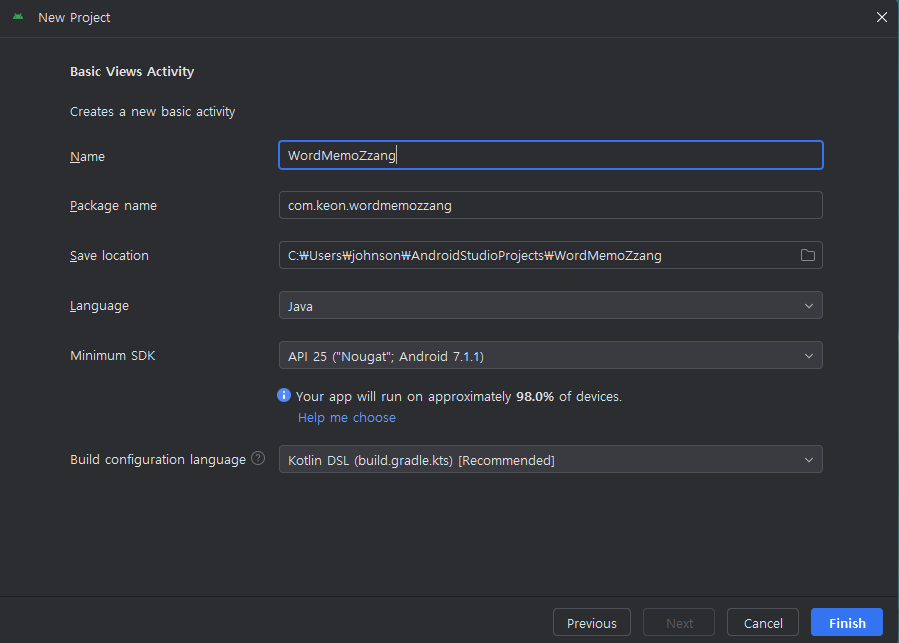 New Project
Basic Views Activity
Creates a new basic activity
Name WordMemoZzang
Package name com.keon.wordmemozzang
Save location C:₩Users₩johnson₩AndroidStudioProjects₩WordMemoZzang
Language Java
Minimum SDK API 25 ("Nougat"; Android 7.1.1)
Your app will run on approximately 98.0% of devices.
Help me choose
Build configuration language ? Kotlin DSL (build.gradle.kts) [Recommended]
Previous Next Cancel Finish